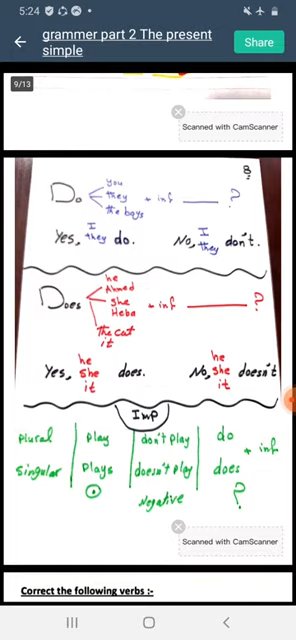 5:24
grammer part 2 The present simple
Share
9/13
Scanned with CamScanner
8
Do you they the boys + inf ?
Yes, I they do. No, I they don't.
Does he Ahmed She Heba The cat it + inf ?
Yes, he she it does. No, he she it doesn't
Imp
Plural play don't play do + inf
Singular plays doesn't play does
Negative ?
Scanned with CamScanner
Correct the following verbs :-